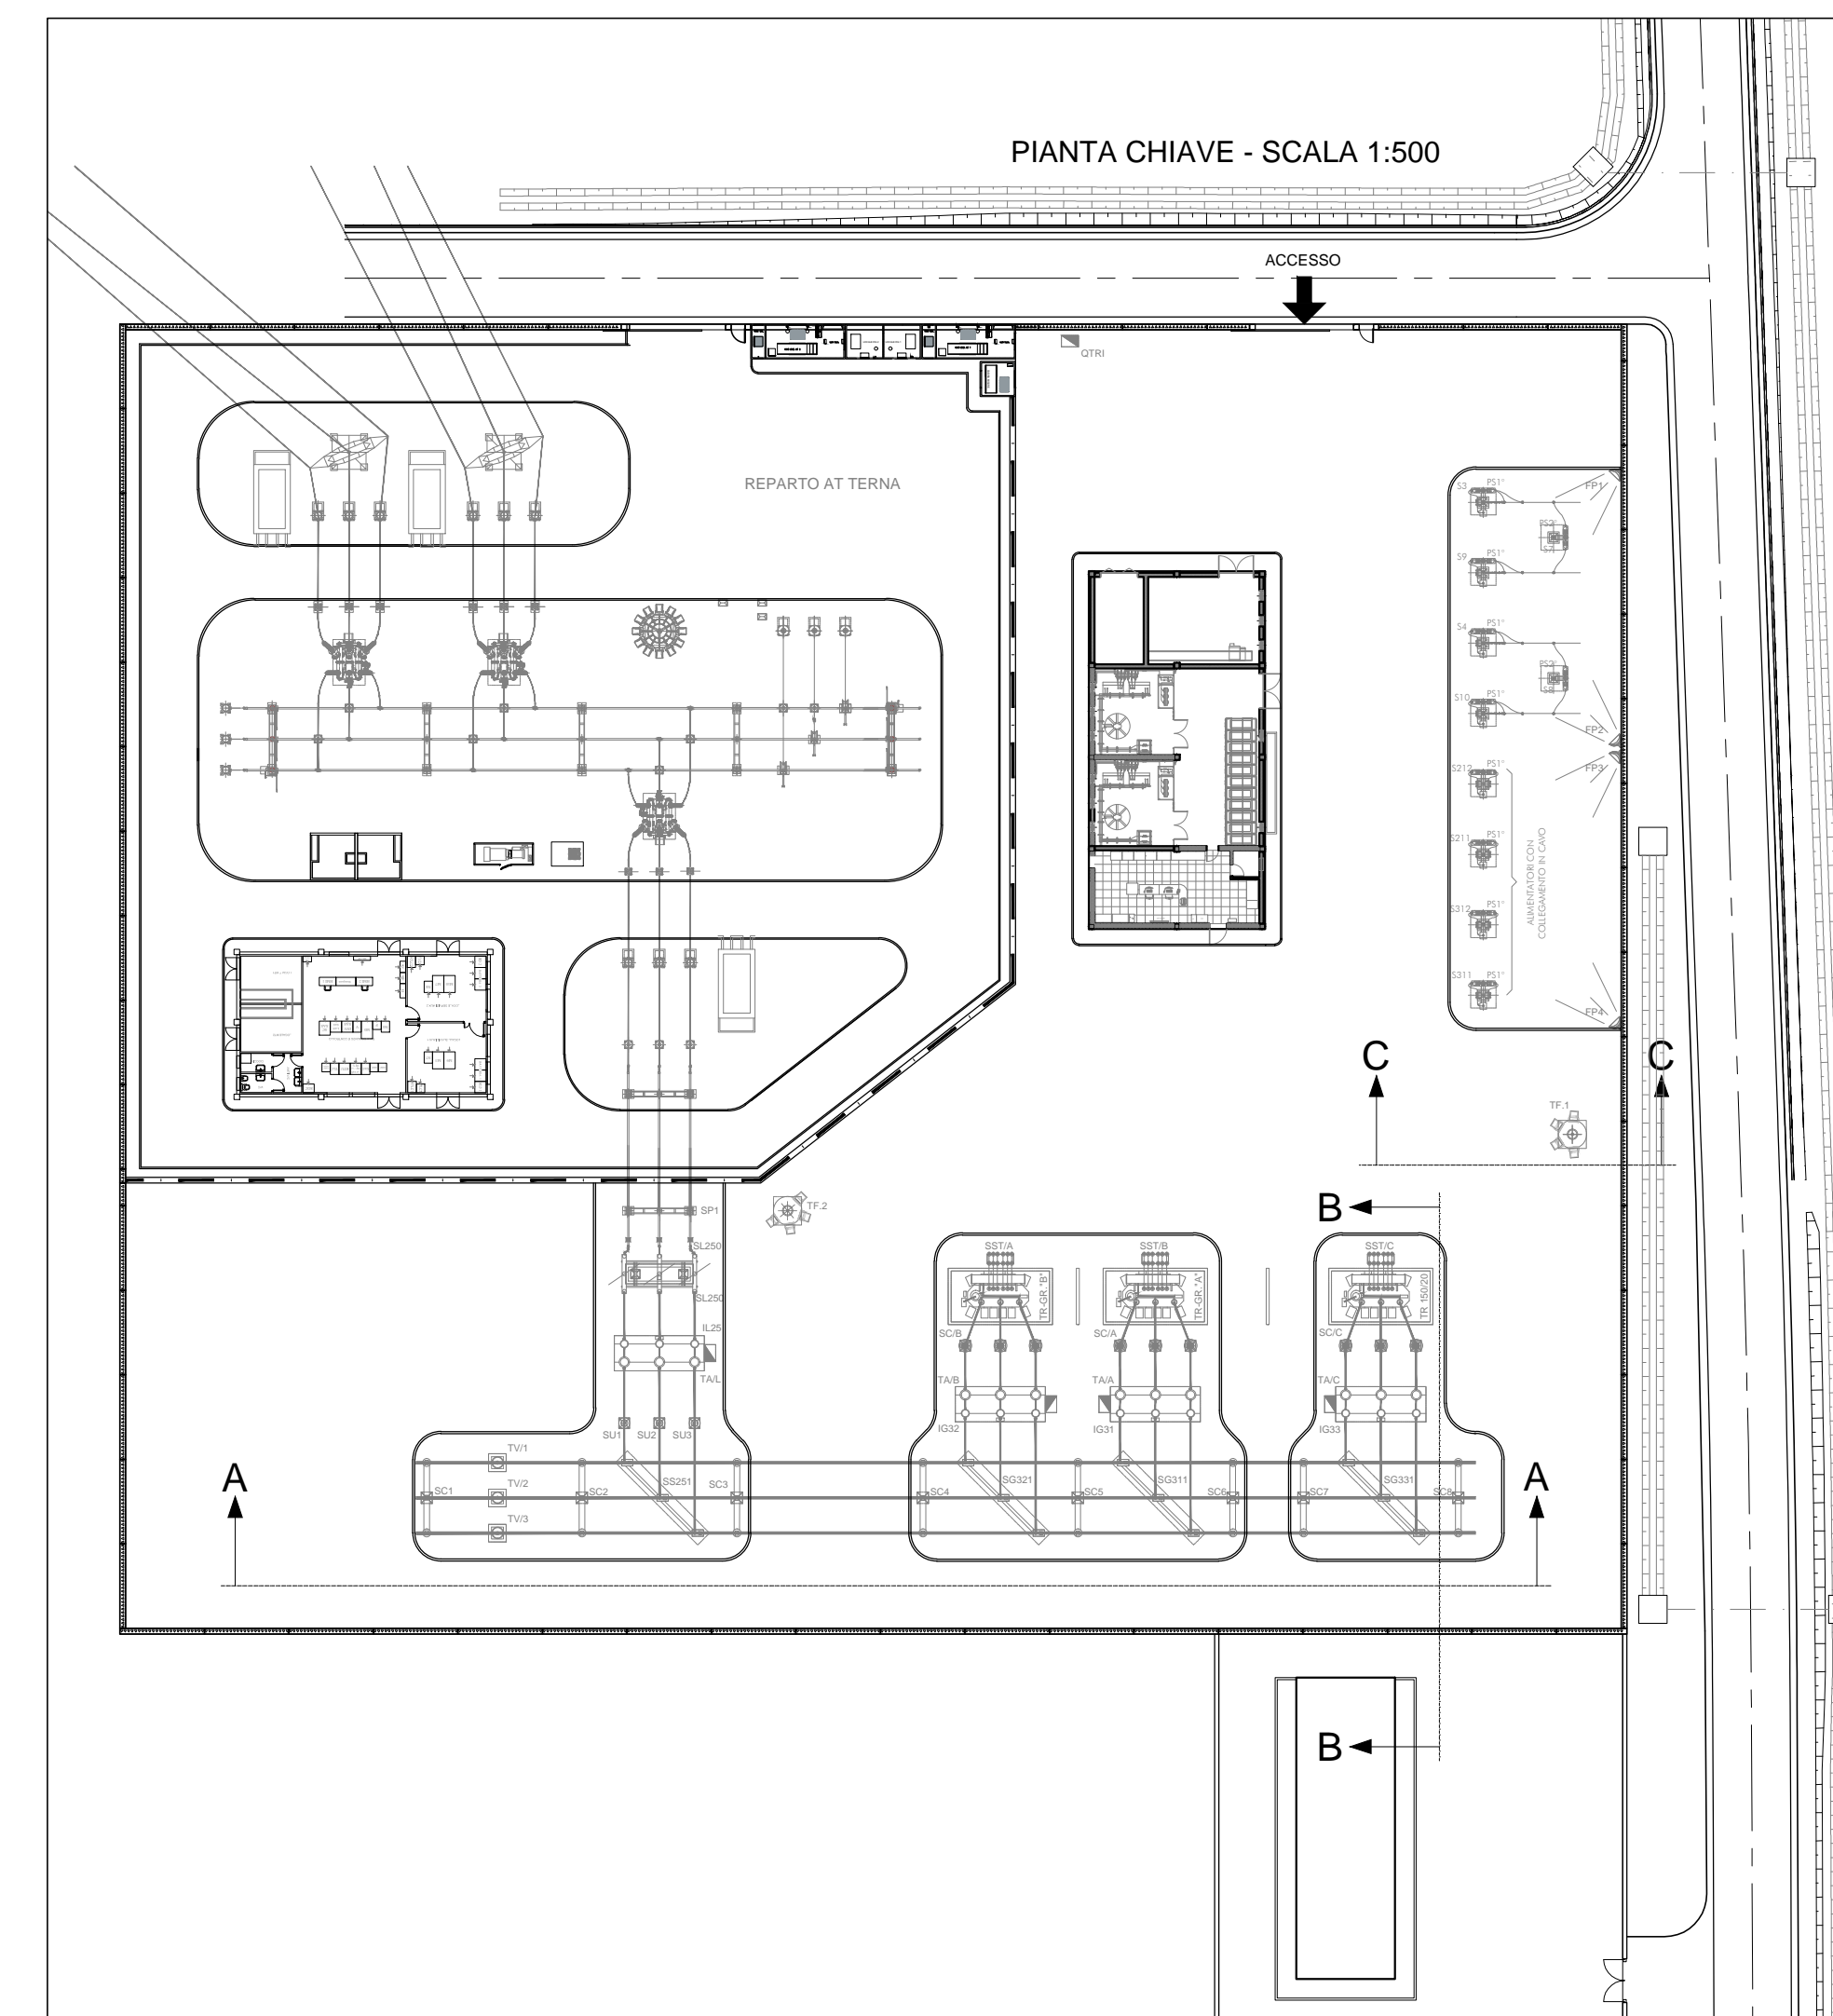 PIANTA CHIAVE - SCALA 1:500
ACCESSO
QTRI
REPARTO AT TERNA
S3 PS1° FP1
PS2°
S7
S9 PS1°
S4 PS1°
PS2°
S8
S10 PS1°
FP2
FP3
S212 PS1°
S211 PS1°
S312 PS1°
S311 PS1°
ALIMENTATORI CON
COLLEGAMENTO IN CAVO
FP4
C C
TF.1
B
TF.2
SP1
SL250
SL250
SST/A SST/B SST/C
TR-GR."B" TR-GR."A" TR 150/20
IL25
SC/B SC/A SC/C
TA/L
TA/B TA/A TA/C
IG32 IG31 IG33
SU1 SU2 SU3
TV/1
A A
TV/2 SS251 SC3 SG321 SG311 SG331
SC1 SC2 SC4 SC5 SC6 SC7 SC8
TV/3
B